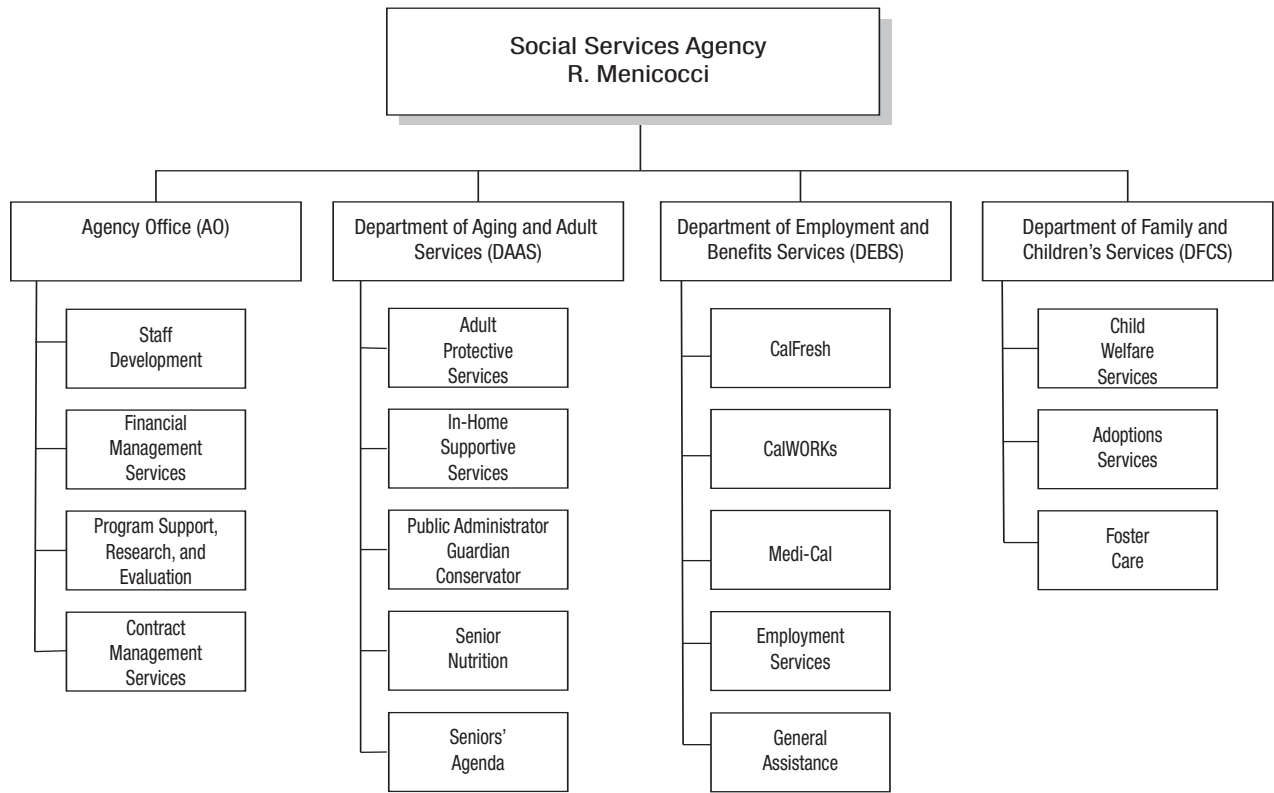 Social Services Agency
R. Menicocci
Agency Office (AO)
Staff
Development
Financial
Management
Services
Program Support,
Research, and
Evaluation
Contract
Management
Services
Department of Aging and Adult
Services (DAAS)
Adult
Protective
Services
In-Home
Supportive
Services
Public Administrator
Guardian
Conservator
Senior
Nutrition
Seniors’
Agenda
Department of Employment and
Benefits Services (DEBS)
CalFresh
CalWORKs
Medi-Cal
Employment
Services
General
Assistance
Department of Family and
Children’s Services (DFCS)
Child
Welfare
Services
Adoptions
Services
Foster
Care